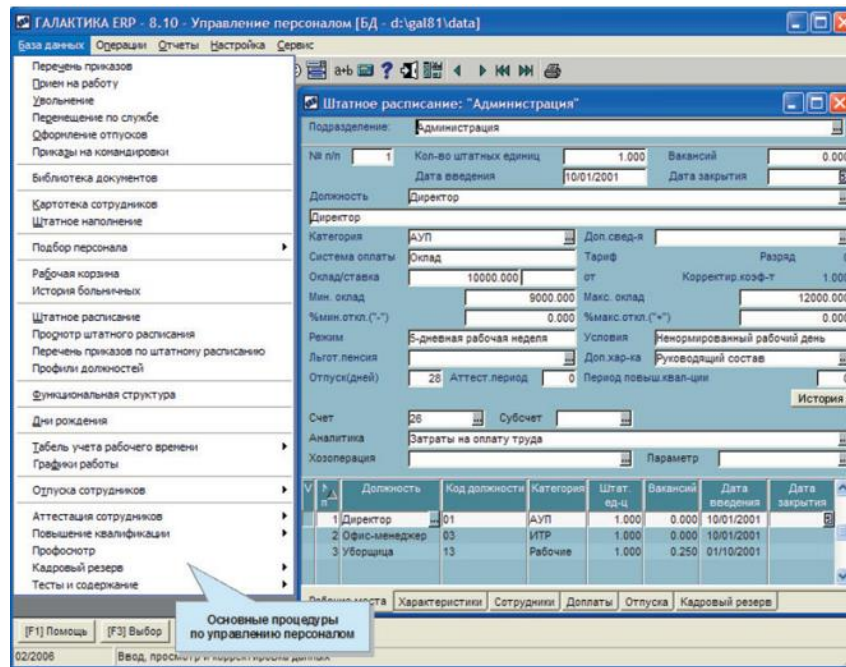 ГАЛАКТИКА ERP - 8.10 - Управление персоналом [БД - d:\gal81\data]
База данных Операции Отчеты Настройка Сервис
Перечень приказов
Прием на работу
Увольнение
Перемещение по службе
Оформление отпусков
Приказы на командировки
Библиотека документов
Картотека сотрудников
Штатное наполнение
Подбор персонала
Рабочая корзина
История больничных
Штатное расписание
Просмотр штатного расписания
Перечень приказов по штатному расписанию
Профили должностей
Функциональная структура
Дни рождения
Табель учета рабочего времени
Графики работы
Отпуска сотрудников
Аттестация сотрудников
Повышение квалификации
Профосмотр
Кадровый резерв
Тесты и содержание
Основные процедуры
по управлению персоналом
[F1] Помощь [F3] Выбор
02/2006 Ввод, просмотр и корректировка данных
a+b
Штатное расписание: "Администрация"
Подразделение: Администрация
№ п/п 1 Кол-во штатных единиц 1.000 Вакансий 0.000
Дата введения 10/01/2001 Дата закрытия
Должность Директор
Директор
Категория АУП Доп.свед-я
Система оплаты Оклад Тариф Разряд
Оклад/ставка 10000.000 от Корректир.коэф-т 1.000
Мин. оклад 9000.000 Макс. оклад 12000.000
%мин.откл.("-") 0.000 %макс.откл.("+") 0.000
Режим 5-дневная рабочая неделя Условия Ненормированный рабочий день
Льгот.пенсия Доп.хар-ка Руководящий состав
Отпуск(дней) 28 Аттест.период 0 Период повыш.квал-ции 0
История
Счет 26 Субсчет
Аналитика Затраты на оплату труда
Хозоперация Параметр
V № п Должность Код должности Категория Штат. ед-ц Вакансий Дата введения Дата закрытия
1 Директор 01 АУП 1.000 0.000 10/01/2001
2 Офис-менеджер 03 ИТР 1.000 0.000 10/01/2001
3 Уборщица 13 Рабочие 1.000 0.250 01/10/2001
Рабочие места Характеристики Сотрудники Доплаты Отпуска Кадровый резерв